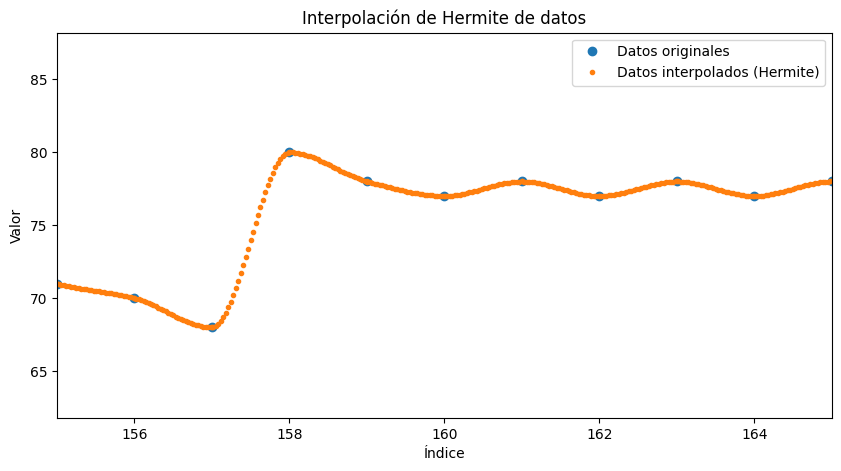 Interpolación de Hermite de datos
Datos originales
Datos interpolados (Hermite)
Valor
85
80
75
70
65
156
158
160
162
164
Índice